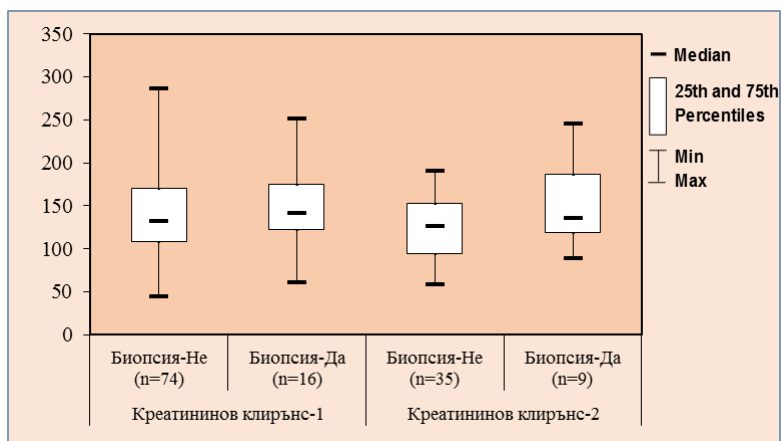 350
300
250
200
150
100
50
0
Median
25th and 75th
Percentiles
Min
Max
Биопсия-Не
(n=74)
Биопсия-Да
(n=16)
Биопсия-Не
(n=35)
Биопсия-Да
(n=9)
Креатининов клирънс-1
Креатининов клирънс-2